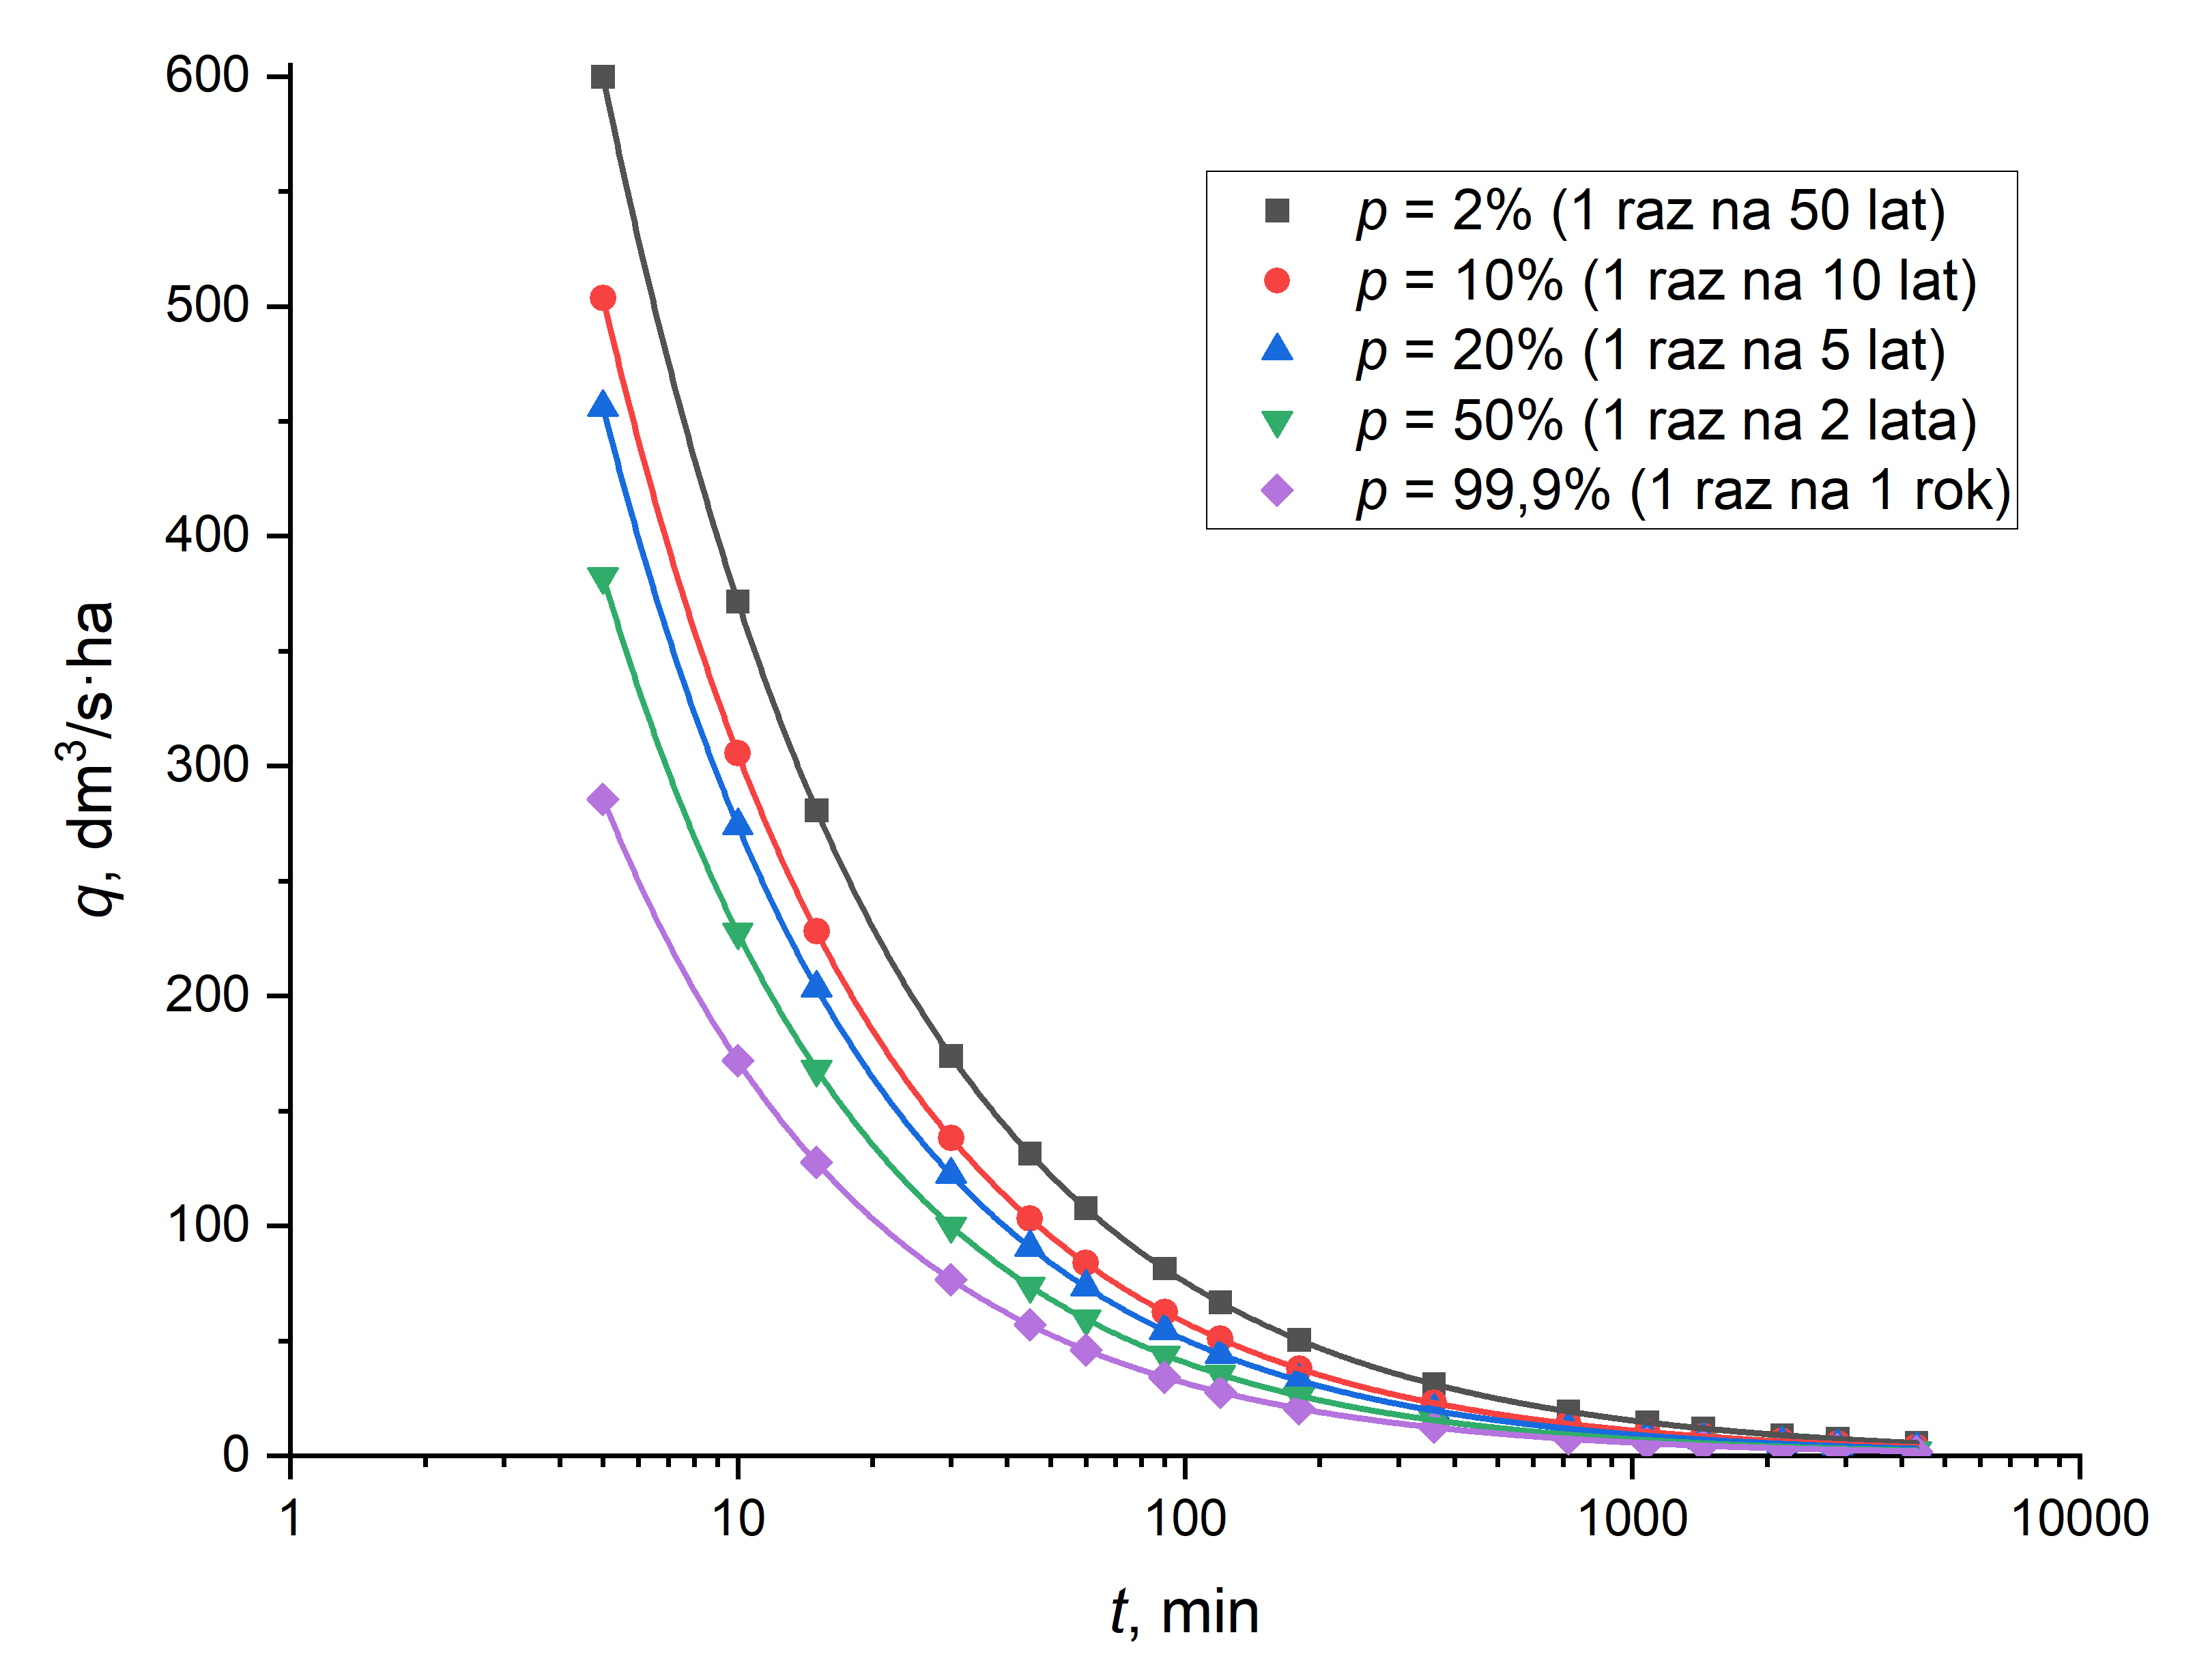 600
500
400
300
200
100
0
q, dm³/s·ha
p = 2% (1 raz na 50 lat)
p = 10% (1 raz na 10 lat)
p = 20% (1 raz na 5 lat)
p = 50% (1 raz na 2 lata)
p = 99,9% (1 raz na 1 rok)
1 10 100 1000 10000
t, min